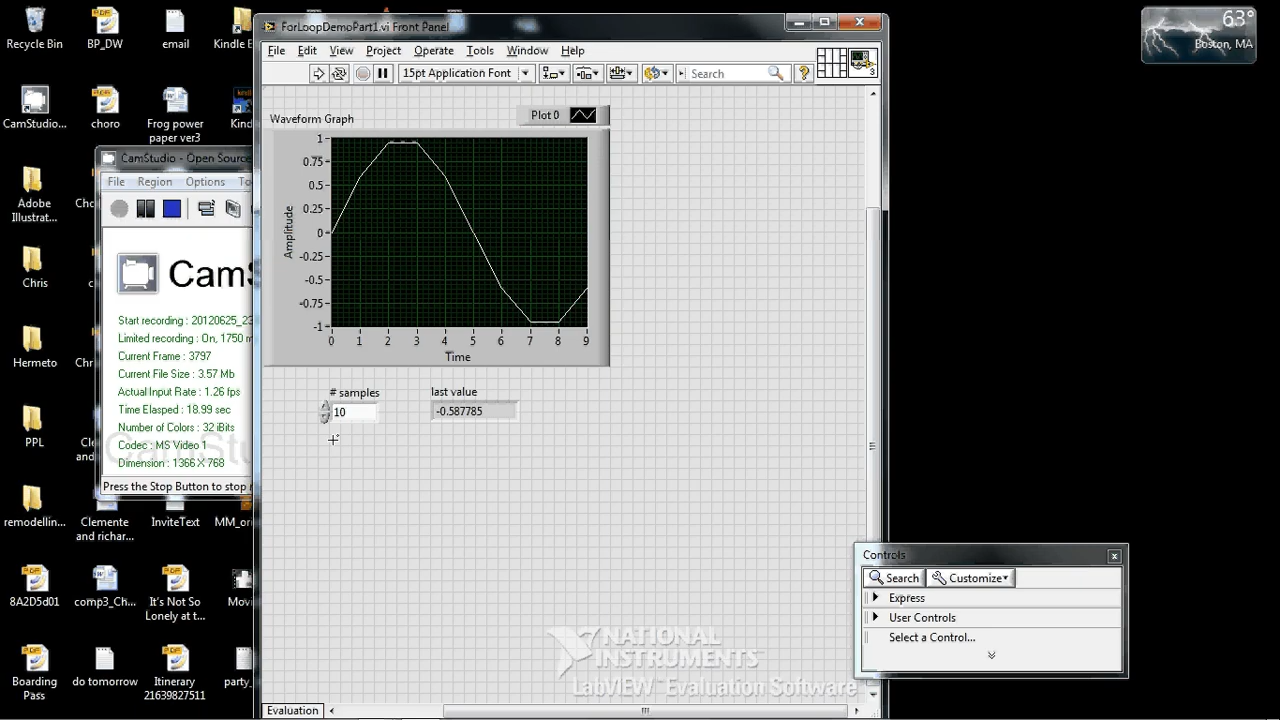 Recycle Bin
BP_DW
email
Kindle E
CamStudio...
choro
Frog power
paper ver3
Kind
Adobe
Illustrat...
Chris
Hermeto
PPL
remodellin...
Clemente
and richar...
InviteText
MM_ori
8A2D5d01
comp3_Ch...
It's Not So
Lonely at t...
Movi
Boarding
Pass
do tomorrow
Itinerary
21639827511
party_
CamStudio - Open Source
File Region Options To
CamS
Start recording : 20120625_23
Limited recording : On, 1750 m
Current Frame : 3797
Current File Size : 3.57 Mb
Actual Input Rate : 1.26 fps
Time Elasped : 18.99 sec
Number of Colors : 32 iBits
Codec : MS Video 1
Dimension : 1366 X 768
Press the Stop Button to stop r
ForLoopDemoPart1.vi Front Panel
File Edit View Project Operate Tools Window Help
15pt Application Font
Search
?
3
Waveform Graph
Plot 0
1
0.75
0.5
0.25
0
-0.25
-0.5
-0.75
-1
Amplitude
0 1 2 3 4 5 6 7 8 9
Time
# samples
10
last value
-0.587785
NATIONAL
INSTRUMENTS
LabVIEW Evaluation Software
Evaluation
Controls
Search Customize
Express
User Controls
Select a Control...
63°
Boston, MA